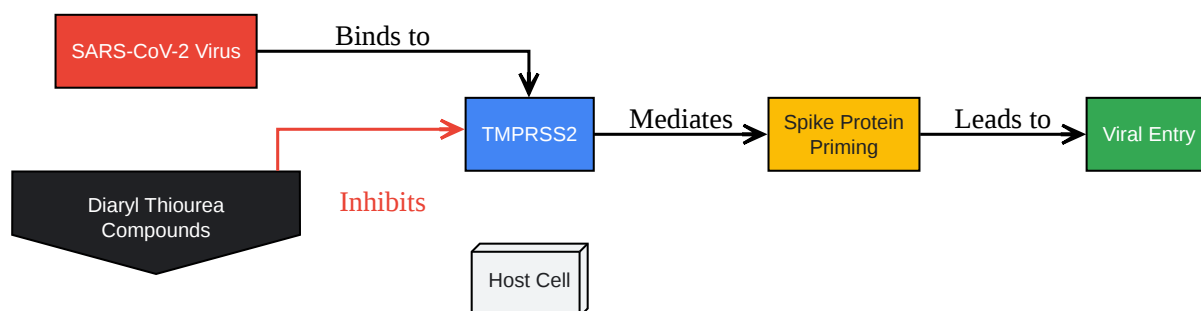 SARS-CoV-2 Virus
Binds to
TMPRSS2
Mediates
Spike Protein
Priming
Leads to
Viral Entry
Diaryl Thiourea
Compounds
Inhibits
Host Cell